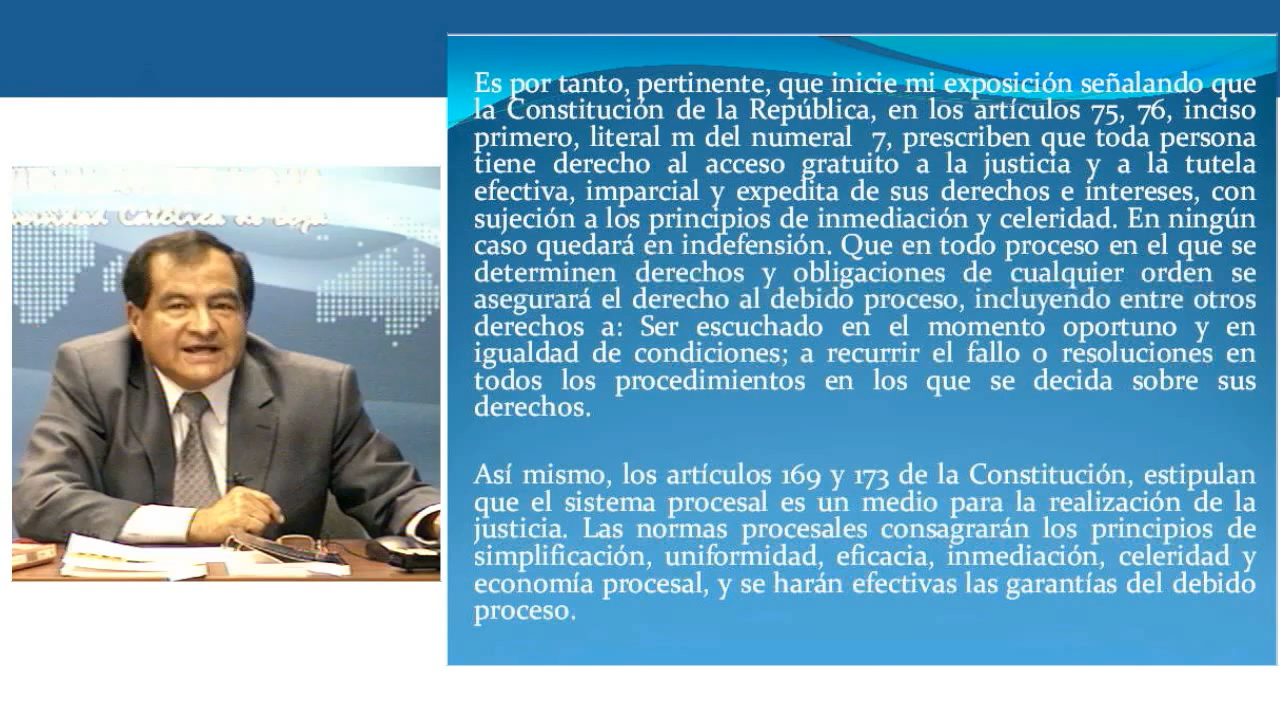 Católica de Loja
Es por tanto, pertinente, que inicie mi exposición señalando que
la Constitución de la República, en los artículos 75, 76, inciso
primero, literal m del numeral 7, prescriben que toda persona
tiene derecho al acceso gratuito a la justicia y a la tutela
efectiva, imparcial y expedita de sus derechos e intereses, con
sujeción a los principios de inmediación y celeridad. En ningún
caso quedará en indefensión. Que en todo proceso en el que se
determinen derechos y obligaciones de cualquier orden se
asegurará el derecho al debido proceso, incluyendo entre otros
derechos a: Ser escuchado en el momento oportuno y en
igualdad de condiciones; a recurrir el fallo o resoluciones en
todos los procedimientos en los que se decida sobre sus
derechos.
Así mismo, los artículos 169 y 173 de la Constitución, estipulan
que el sistema procesal es un medio para la realización de la
justicia. Las normas procesales consagrarán los principios de
simplificación, uniformidad, eficacia, inmediación, celeridad y
economía procesal, y se harán efectivas las garantías del debido
proceso.